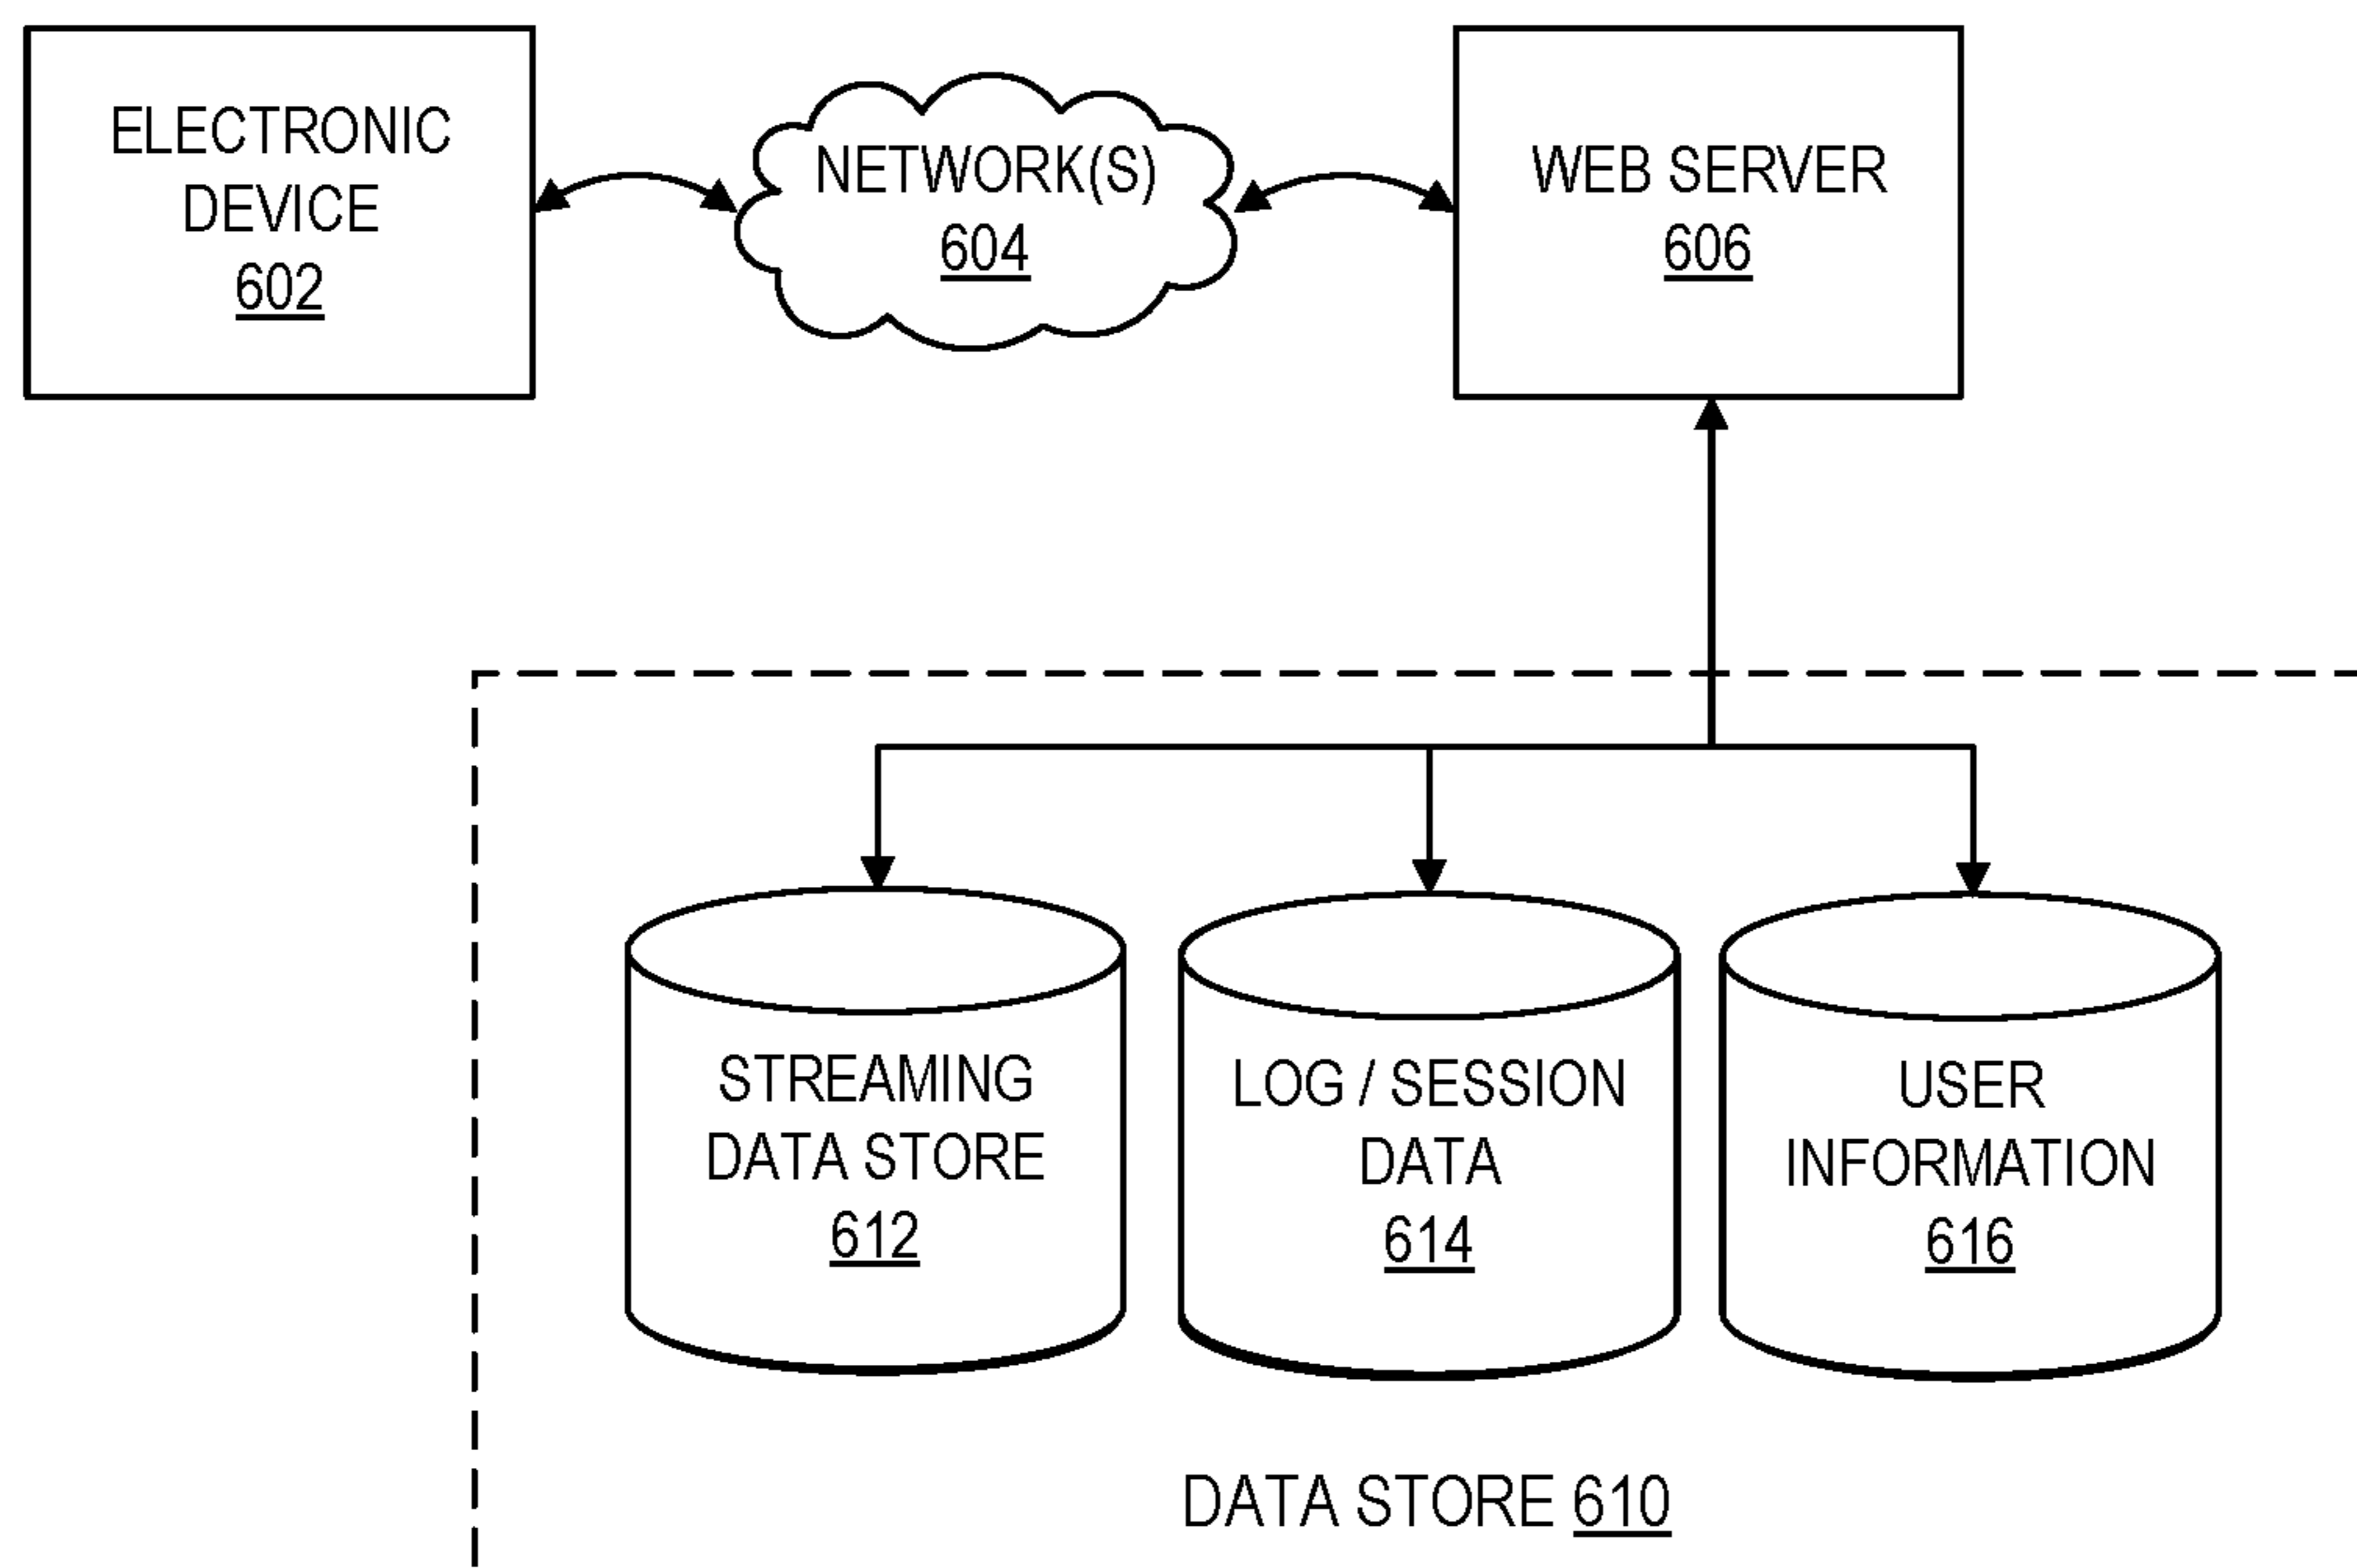 ELECTRONIC
DEVICE
602
NETWORK(S)
604
WEB SERVER
606
STREAMING
DATA STORE
612
LOG / SESSION
DATA
614
USER
INFORMATION
616
DATA STORE 610